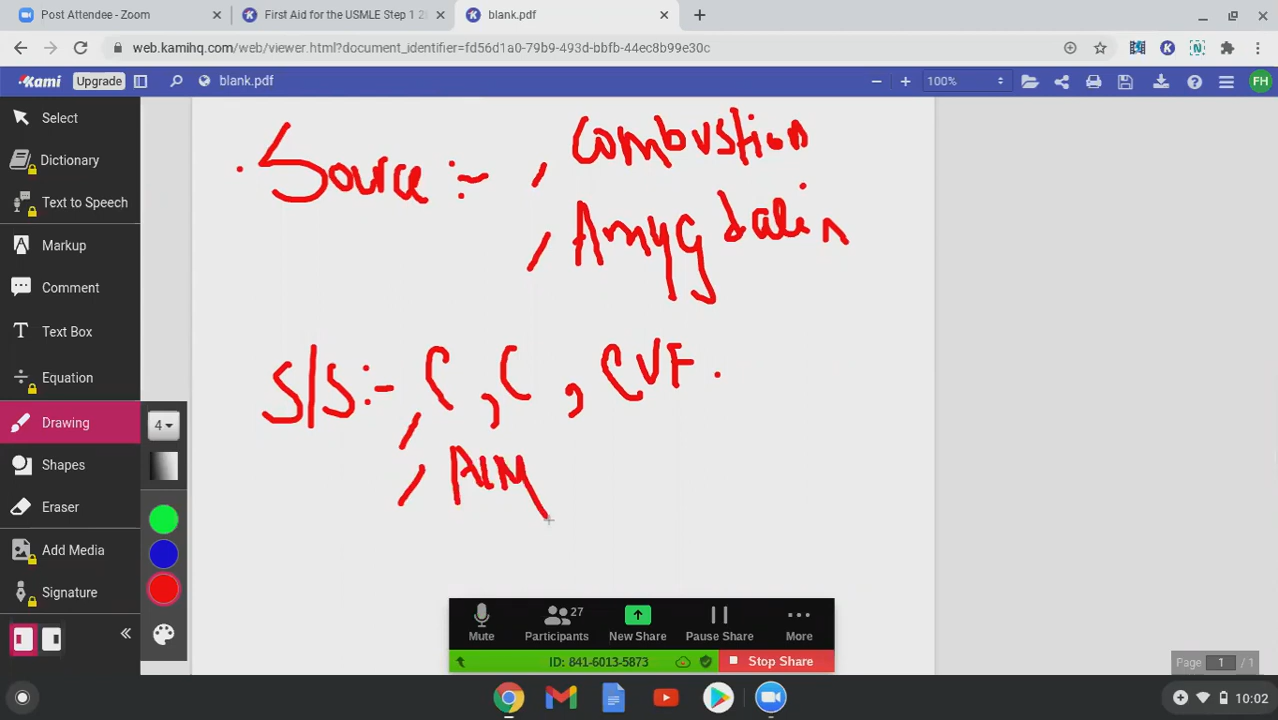 Post Attendee - Zoom
First Aid for the USMLE Step 1 2
blank.pdf
web.kamihq.com/web/viewer.html?document_identifier=fd56d1a0-79b9-493d-bbfb-44ec8b99e30c
Kami Upgrade blank.pdf 100% FH
Select
Dictionary
Text to Speech
Markup
Comment
Text Box
Equation
Drawing
Shapes
Eraser
Add Media
Signature
4
. Source :- , Combustion
, Amygdalin
S/S :- , C , C , CVF .
,
Mute Participants 27 New Share Pause Share More
ID: 841-6013-5873 Stop Share
Page 1 / 1
10:02